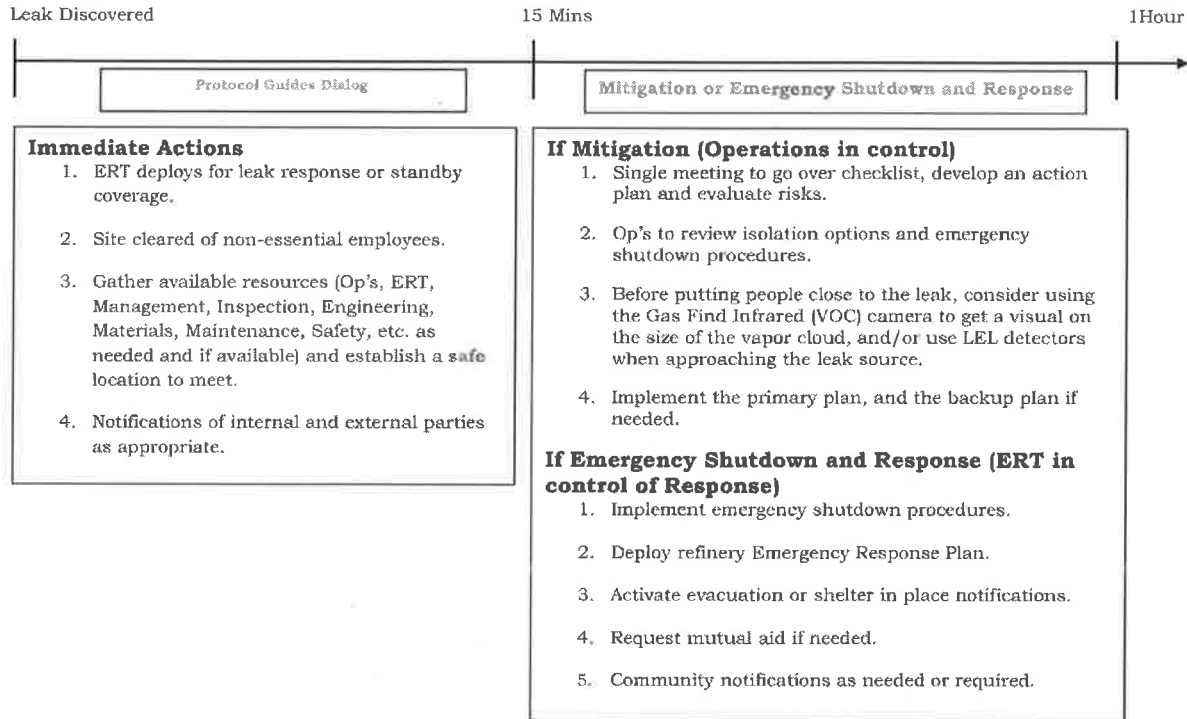 Leak Discovered
15 Mins
1Hour
Protocol Guides Dialog
Mitigation or Emergency Shutdown and Response
Immediate Actions
1. ERT deploys for leak response or standby
coverage.
2. Site cleared of non-essential employees.
3. Gather available resources (Op's, ERT,
Management, Inspection, Engineering,
Materials, Maintenance, Safety, etc. as
needed and if available) and establish a safe
location to meet.
4. Notifications of internal and external parties
as appropriate.
If Mitigation (Operations in control)
1. Single meeting to go over checklist, develop an action
plan and evaluate risks.
2. Op's to review isolation options and emergency
shutdown procedures.
3. Before putting people close to the leak, consider using
the Gas Find Infrared (VOC) camera to get a visual on
the size of the vapor cloud, and/or use LEL detectors
when approaching the leak source.
4. Implement the primary plan, and the backup plan if
needed.
If Emergency Shutdown and Response (ERT in
control of Response)
1. Implement emergency shutdown procedures.
2. Deploy refinery Emergency Response Plan.
3. Activate evacuation or shelter in place notifications.
4. Request mutual aid if needed.
5. Community notifications as needed or required.